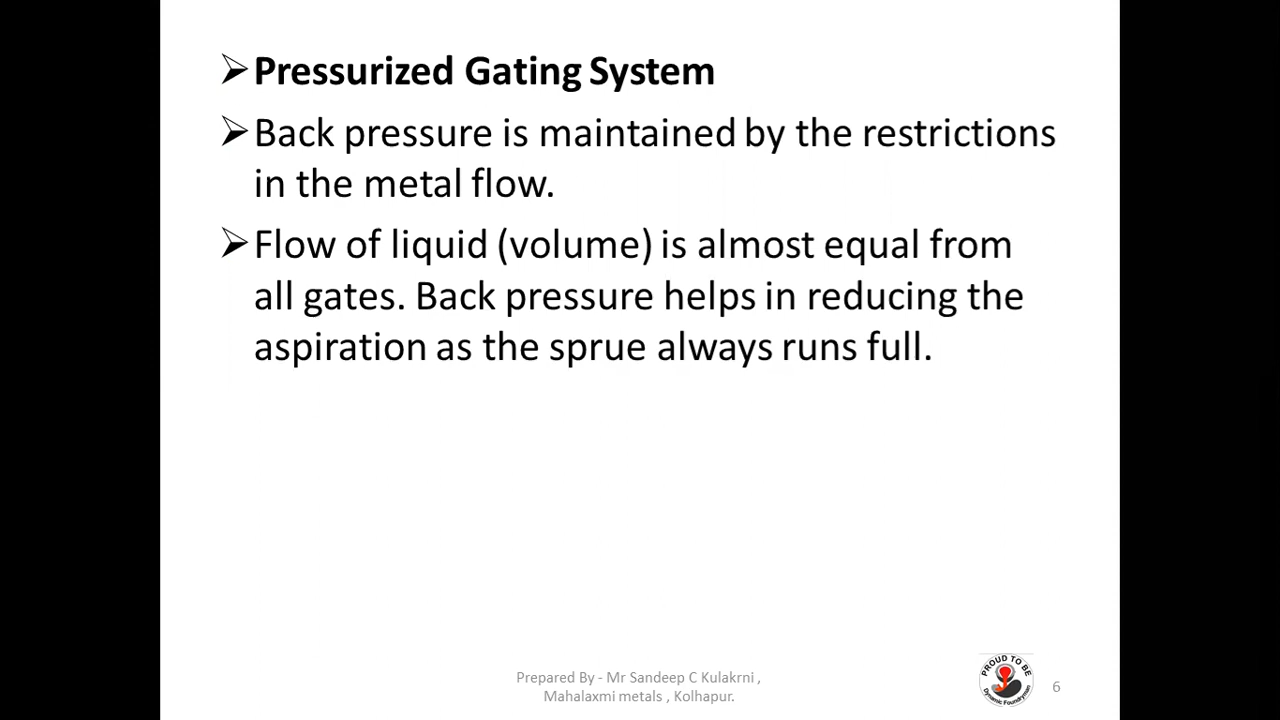 Pressurized Gating System
Back pressure is maintained by the restrictions
in the metal flow.
Flow of liquid (volume) is almost equal from
all gates. Back pressure helps in reducing the
aspiration as the sprue always runs full.
Prepared By - Mr Sandeep C Kulakrni ,
Mahalaxmi metals , Kolhapur.
PROUD TO BE
Dynamic Foundryman
6